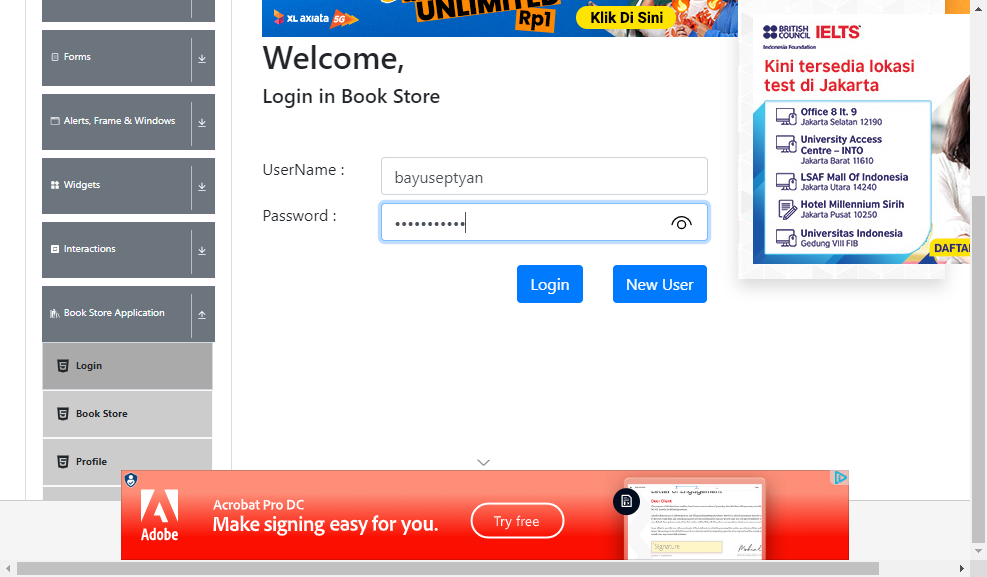 XL AXIATA 5G
UNLIMITED
Rp1
Klik Di Sini
Forms
Alerts, Frame & Windows
Widgets
Interactions
Book Store Application
Login
Book Store
Profile
Welcome,
Login in Book Store
UserName :
bayuseptyan
Password :
•••••••••••
Login
New User
BRITISH COUNCIL
IELTS
Indonesia Foundation
Kini tersedia lokasi
test di Jakarta
Office 8 lt. 9
Jakarta Selatan 12190
University Access
Centre – INTO
Jakarta Barat 11610
LSAF Mall Of Indonesia
Jakarta Utara 14240
Hotel Millennium Sirih
Jakarta Pusat 10250
Universitas Indonesia
Gedung VIII FIB
DAFTA
Adobe
Acrobat Pro DC
Make signing easy for you.
Try free
Dear Client
Signature